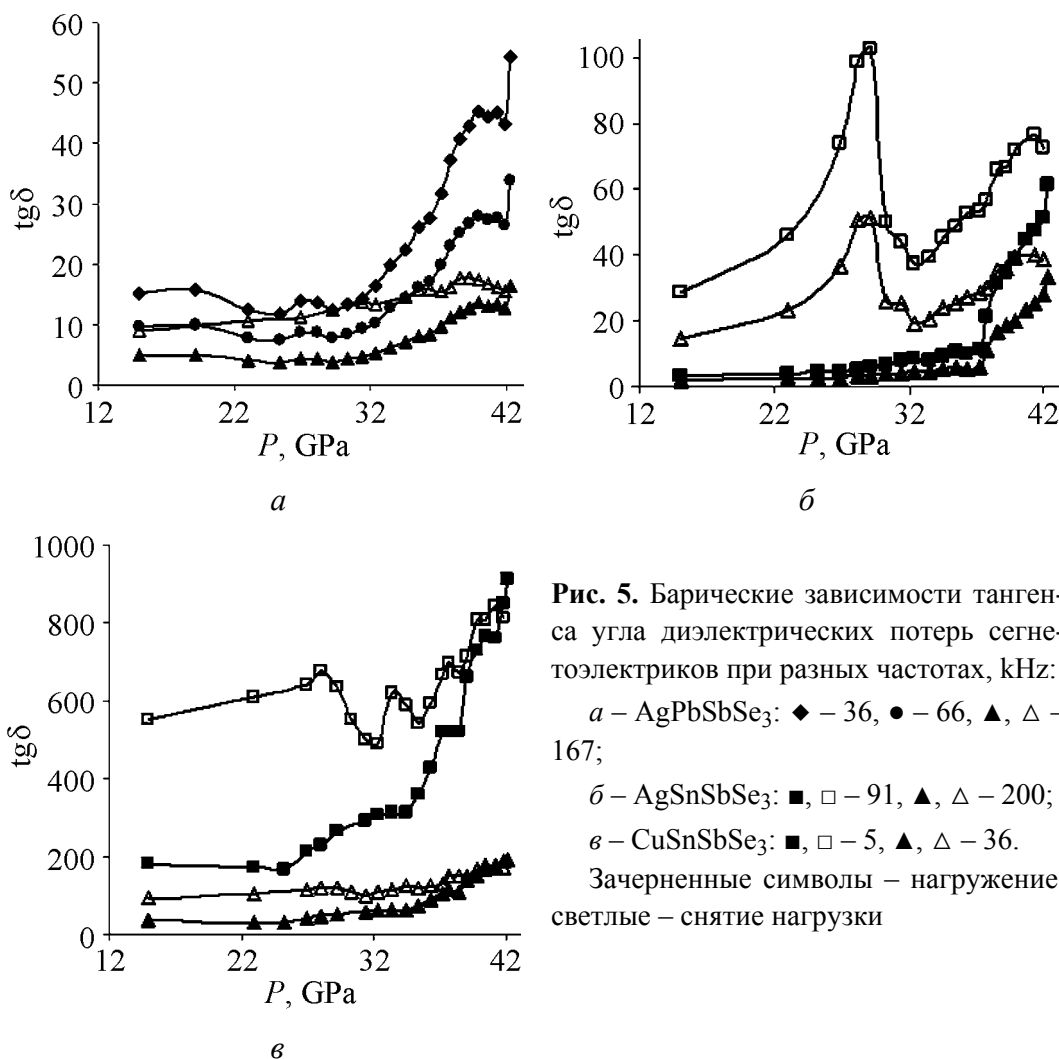 60
50
40
30
20
10
0
tgδ
12 22 32 42
P, GPa
а
100
80
60
40
20
0
tgδ
12 22 32 42
P, GPa
б
1000
800
600
400
200
0
tgδ
12 22 32 42
P, GPa
в
Рис. 5. Барические зависимости танген-
са угла диэлектрических потерь сегне-
тоэлектриков при разных частотах, kHz:
а – AgPbSbSe₃: ◆ – 36, ● – 66, ▲, △ –
167;
б – AgSnSbSe₃: ■, □ – 91, ▲, △ – 200;
в – CuSnSbSe₃: ■, □ – 5, ▲, △ – 36.
Зачерненные символы – нагружение
светлые – снятие нагрузки